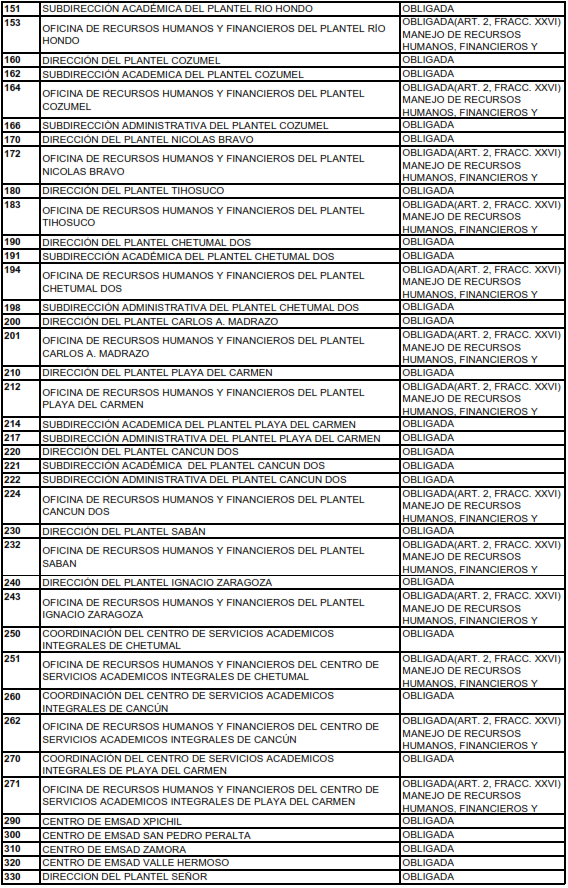 151 SUBDIRECCIÓN ACADÉMICA DEL PLANTEL RIO HONDO OBLIGADA
153 OFICINA DE RECURSOS HUMANOS Y FINANCIEROS DEL PLANTEL RÍO HONDO OBLIGADA(ART. 2, FRACC. XXVI) MANEJO DE RECURSOS HUMANOS, FINANCIEROS Y
160 DIRECCIÓN DEL PLANTEL COZUMEL OBLIGADA
162 SUBDIRECCIÓN ACADEMICA DEL PLANTEL COZUMEL OBLIGADA
164 OFICINA DE RECURSOS HUMANOS Y FINANCIEROS DEL PLANTEL COZUMEL OBLIGADA(ART. 2, FRACC. XXVI) MANEJO DE RECURSOS HUMANOS, FINANCIEROS Y
166 SUBDIRECCIÓN ADMINISTRATIVA DEL PLANTEL COZUMEL OBLIGADA
170 DIRECCIÓN DEL PLANTEL NICOLAS BRAVO OBLIGADA
172 OFICINA DE RECURSOS HUMANOS Y FINANCIEROS DEL PLANTEL NICOLAS BRAVO OBLIGADA(ART. 2, FRACC. XXVI) MANEJO DE RECURSOS HUMANOS, FINANCIEROS Y
180 DIRECCIÓN DEL PLANTEL TIHOSUCO OBLIGADA
183 OFICINA DE RECURSOS HUMANOS Y FINANCIEROS DEL PLANTEL TIHOSUCO OBLIGADA(ART. 2, FRACC. XXVI) MANEJO DE RECURSOS HUMANOS, FINANCIEROS Y
190 DIRECCIÓN DEL PLANTEL CHETUMAL DOS OBLIGADA
191 SUBDIRECCIÓN ACADÉMICA DEL PLANTEL CHETUMAL DOS OBLIGADA
194 OFICINA DE RECURSOS HUMANOS Y FINANCIEROS DEL PLANTEL CHETUMAL DOS OBLIGADA(ART. 2, FRACC. XXVI) MANEJO DE RECURSOS HUMANOS, FINANCIEROS Y
198 SUBDIRECCIÓN ADMINISTRATIVA DEL PLANTEL CHETUMAL DOS OBLIGADA
200 DIRECCIÓN DEL PLANTEL CARLOS A. MADRAZO OBLIGADA
201 OFICINA DE RECURSOS HUMANOS Y FINANCIEROS DEL PLANTEL CARLOS A. MADRAZO OBLIGADA(ART. 2, FRACC. XXVI) MANEJO DE RECURSOS HUMANOS, FINANCIEROS Y
210 DIRECCIÓN DEL PLANTEL PLAYA DEL CARMEN OBLIGADA
212 OFICINA DE RECURSOS HUMANOS Y FINANCIEROS DEL PLANTEL PLAYA DEL CARMEN OBLIGADA(ART. 2, FRACC. XXVI) MANEJO DE RECURSOS HUMANOS, FINANCIEROS Y
214 SUBDIRECCIÓN ACADEMICA DEL PLANTEL PLAYA DEL CARMEN OBLIGADA
217 SUBDIRECCIÓN ADMINISTRATIVA DEL PLANTEL PLAYA DEL CARMEN OBLIGADA
220 DIRECCIÓN DEL PLANTEL CANCUN DOS OBLIGADA
221 SUBDIRECCIÓN ACADÉMICA DEL PLANTEL CANCUN DOS OBLIGADA
222 SUBDIRECCIÓN ADMINISTRATIVA DEL PLANTEL CANCUN DOS OBLIGADA
224 OFICINA DE RECURSOS HUMANOS Y FINANCIEROS DEL PLANTEL CANCUN DOS OBLIGADA(ART. 2, FRACC. XXVI) MANEJO DE RECURSOS HUMANOS, FINANCIEROS Y
230 DIRECCIÓN DEL PLANTEL SABÁN OBLIGADA
232 OFICINA DE RECURSOS HUMANOS Y FINANCIEROS DEL PLANTEL SABAN OBLIGADA(ART. 2, FRACC. XXVI) MANEJO DE RECURSOS HUMANOS, FINANCIEROS Y
240 DIRECCIÓN DEL PLANTEL IGNACIO ZARAGOZA OBLIGADA
243 OFICINA DE RECURSOS HUMANOS Y FINANCIEROS DEL PLANTEL IGNACIO ZARAGOZA OBLIGADA(ART. 2, FRACC. XXVI) MANEJO DE RECURSOS HUMANOS, FINANCIEROS Y
250 COORDINACIÓN DEL CENTRO DE SERVICIOS ACADEMICOS INTEGRALES DE CHETUMAL OBLIGADA
251 OFICINA DE RECURSOS HUMANOS Y FINANCIEROS DEL CENTRO DE SERVICIOS ACADEMICOS INTEGRALES DE CHETUMAL OBLIGADA(ART. 2, FRACC. XXVI) MANEJO DE RECURSOS HUMANOS, FINANCIEROS Y
260 COORDINACIÓN DEL CENTRO DE SERVICIOS ACADEMICOS INTEGRALES DE CANCÚN OBLIGADA
262 OFICINA DE RECURSOS HUMANOS Y FINANCIEROS DEL CENTRO DE SERVICIOS ACADEMICOS INTEGRALES DE CANCÚN OBLIGADA(ART. 2, FRACC. XXVI) MANEJO DE RECURSOS HUMANOS, FINANCIEROS Y
270 COORDINACIÓN DEL CENTRO DE SERVICIOS ACADEMICOS INTEGRALES DE PLAYA DEL CARMEN OBLIGADA
271 OFICINA DE RECURSOS HUMANOS Y FINANCIEROS DEL CENTRO DE SERVICIOS ACADEMICOS INTEGRALES DE PLAYA DEL CARMEN OBLIGADA(ART. 2, FRACC. XXVI) MANEJO DE RECURSOS HUMANOS, FINANCIEROS Y
290 CENTRO DE EMSAD XPICHIL OBLIGADA
300 CENTRO DE EMSAD SAN PEDRO PERALTA OBLIGADA
310 CENTRO DE EMSAD ZAMORA OBLIGADA
320 CENTRO DE EMSAD VALLE HERMOSO OBLIGADA
330 DIRECCION DEL PLANTEL SEÑOR OBLIGADA